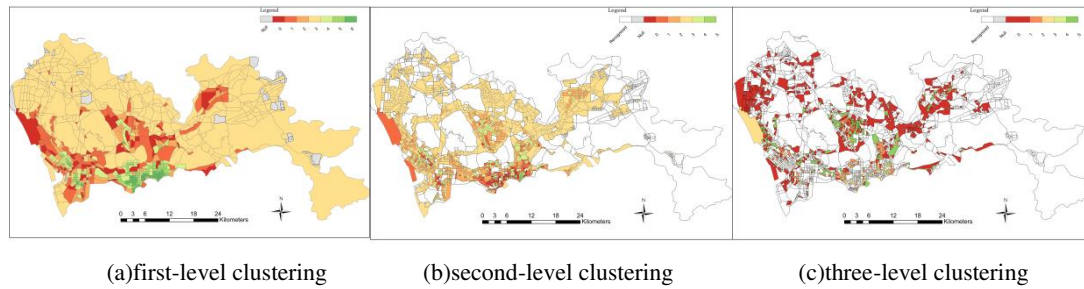 Legend
Null 0 1 2 3 4 5 6
N
0 3 6 12 18 24
Kilometers
Legend
Recognized Null 0 1 2 3 4 5
N
0 3 6 12 18 24
Kilometers
Legend
Recognized Null 0 1 2 3 4 5
N
0 3 6 12 18 24
Kilometers
(a)first-level clustering
(b)second-level clustering
(c)three-level clustering